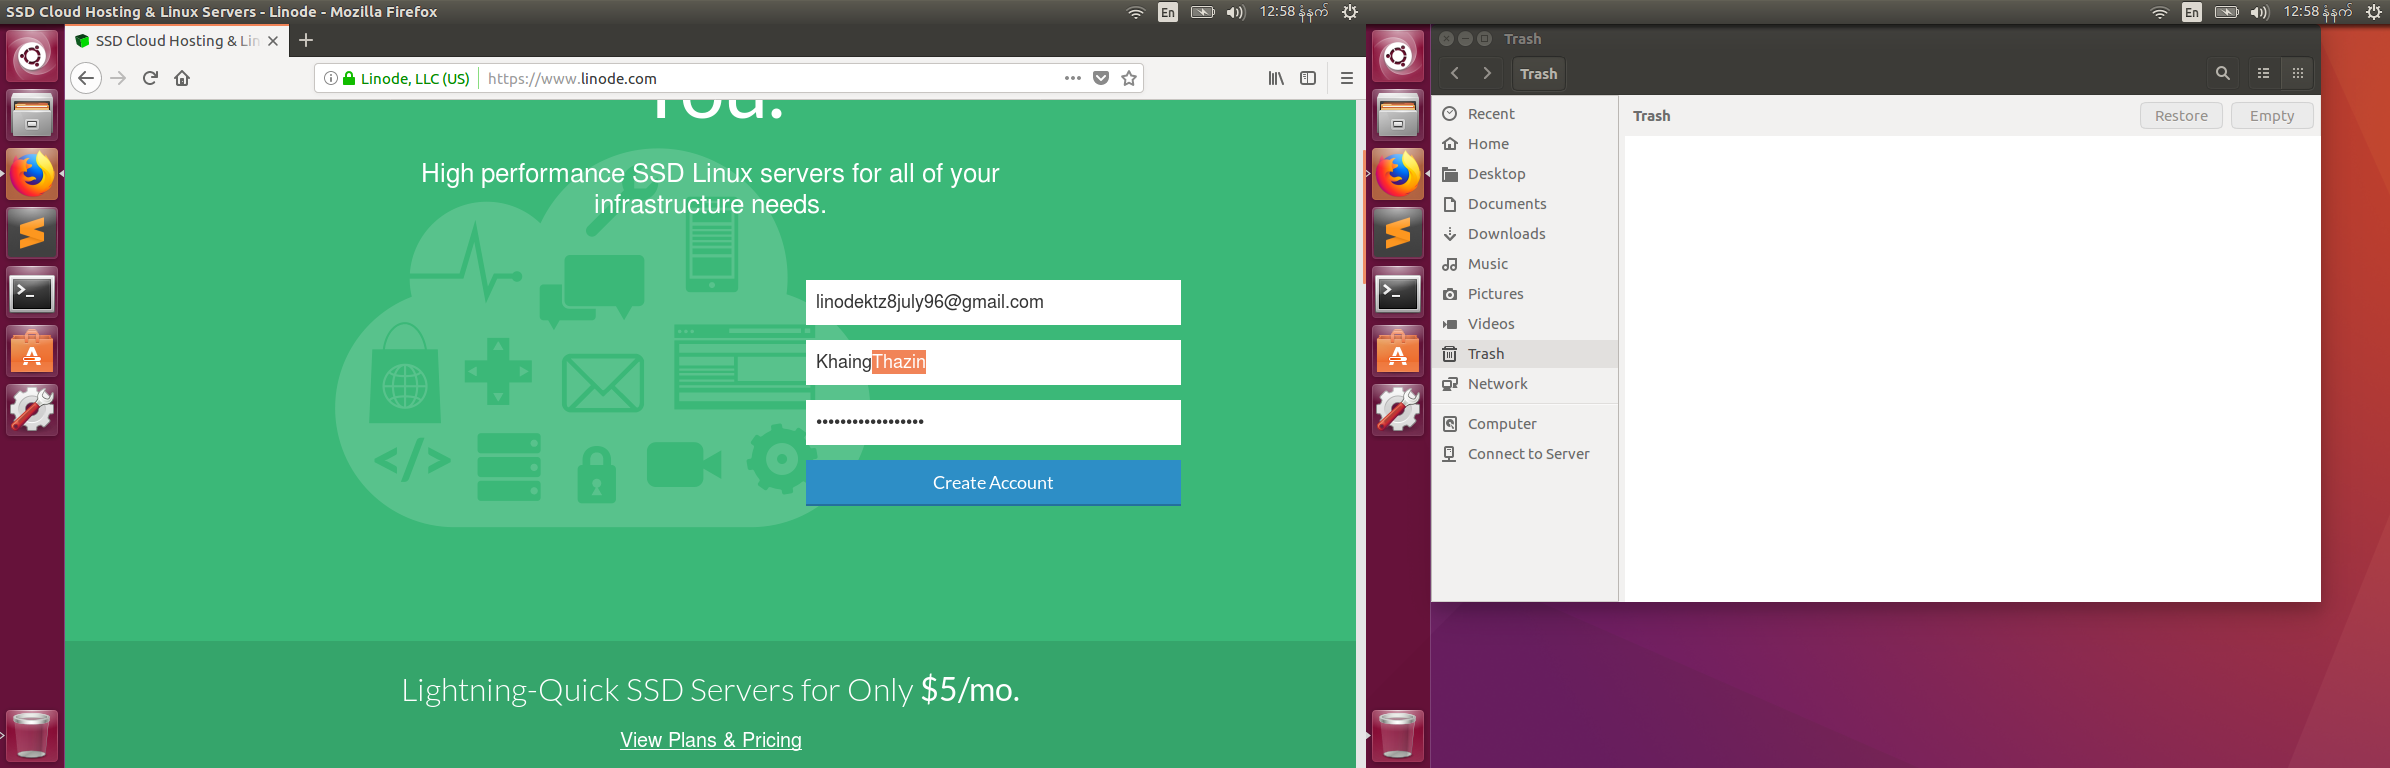 SSD Cloud Hosting & Linux Servers - Linode - Mozilla Firefox
En
12:58 နံနက်
En
12:58 နံနက်
SSD Cloud Hosting & Lin
Linode, LLC (US)
https://www.linode.com
You.
High performance SSD Linux servers for all of your
infrastructure needs.
linodektz8july96@gmail.com
KhaingThazin
••••••••••••••••••
Create Account
Lightning-Quick SSD Servers for Only $5/mo.
View Plans & Pricing
Trash
Trash
Recent
Home
Desktop
Documents
Downloads
Music
Pictures
Videos
Trash
Network
Computer
Connect to Server
Trash
Restore
Empty